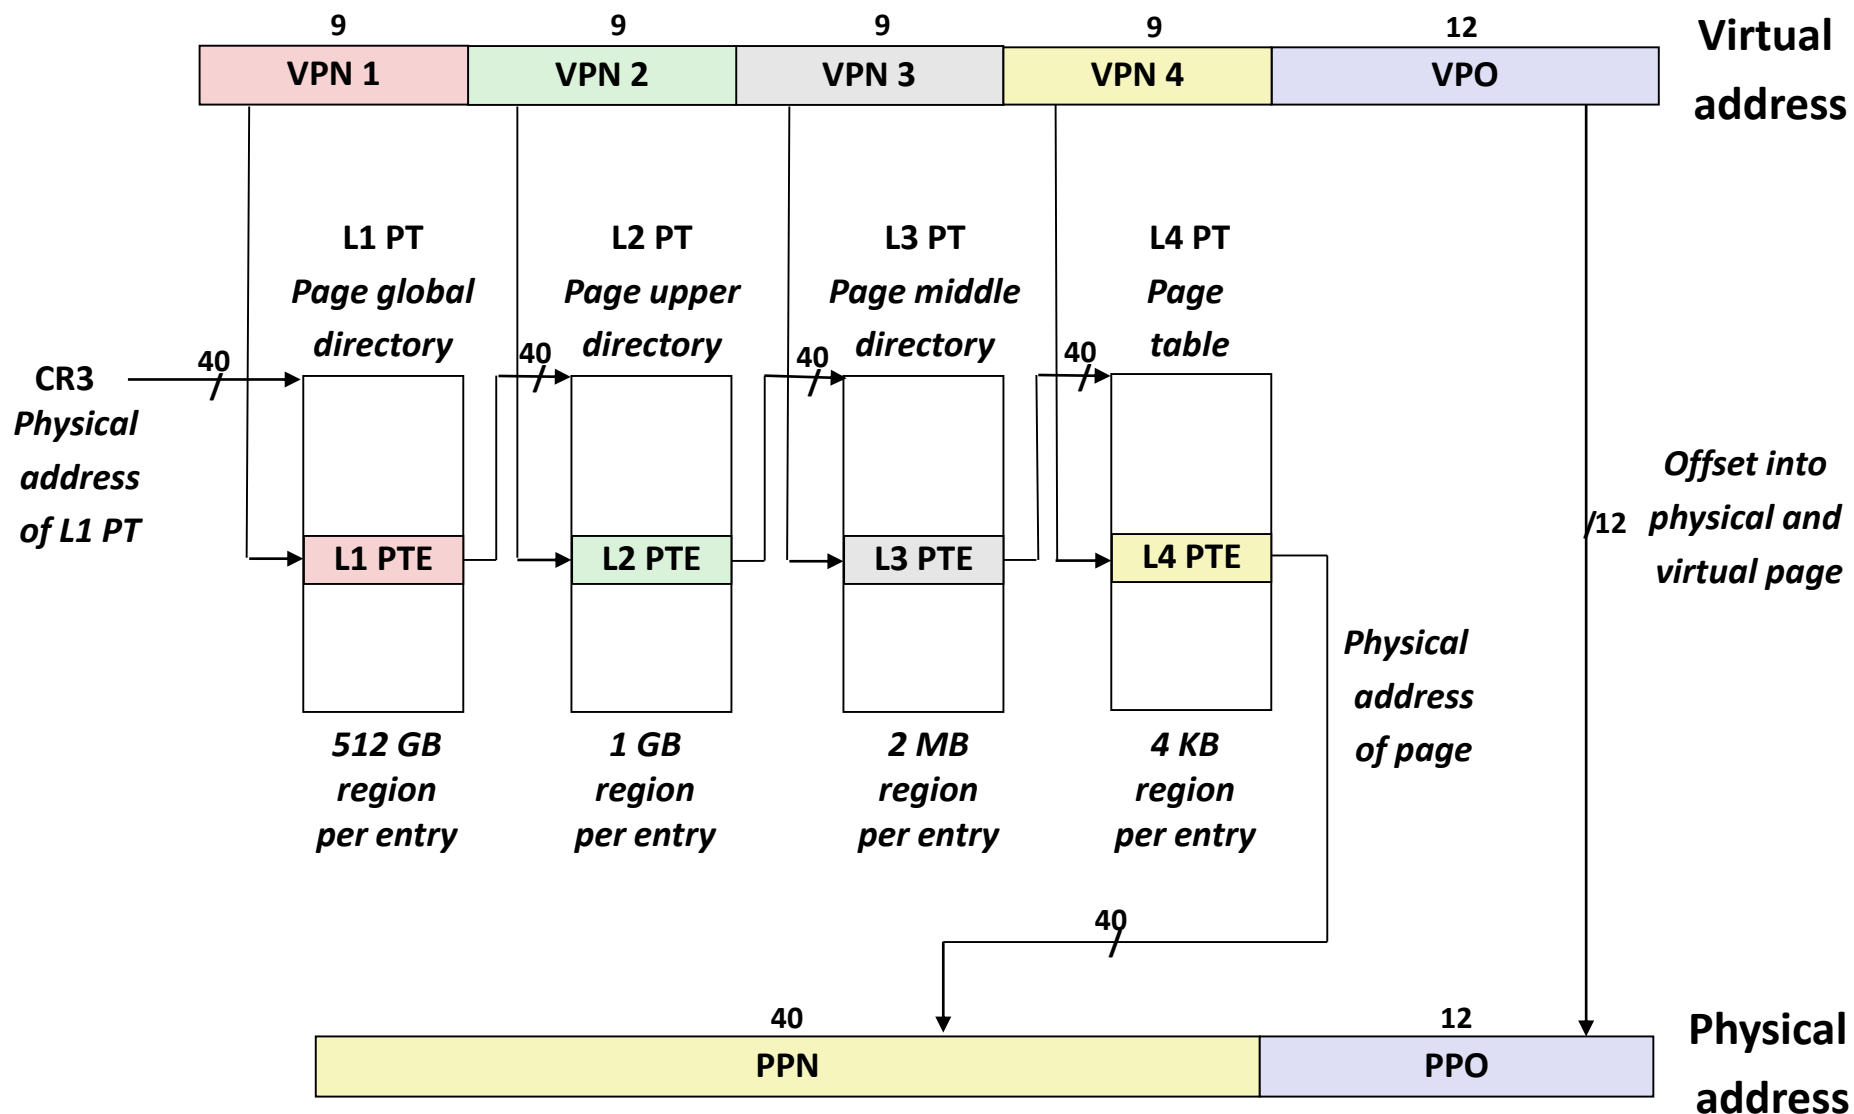 9 9 9 9 12
VPN 1 VPN 2 VPN 3 VPN 4 VPO
Virtual
address
L1 PT
Page global
directory
L2 PT
Page upper
directory
L3 PT
Page middle
directory
L4 PT
Page
table
CR3
Physical
address
of L1 PT
40
40
40
40
L1 PTE
L2 PTE
L3 PTE
L4 PTE
/12
Offset into
physical and
virtual page
512 GB
region
per entry
1 GB
region
per entry
2 MB
region
per entry
4 KB
region
per entry
Physical
address
of page
40
40 12
PPN PPO
Physical
address